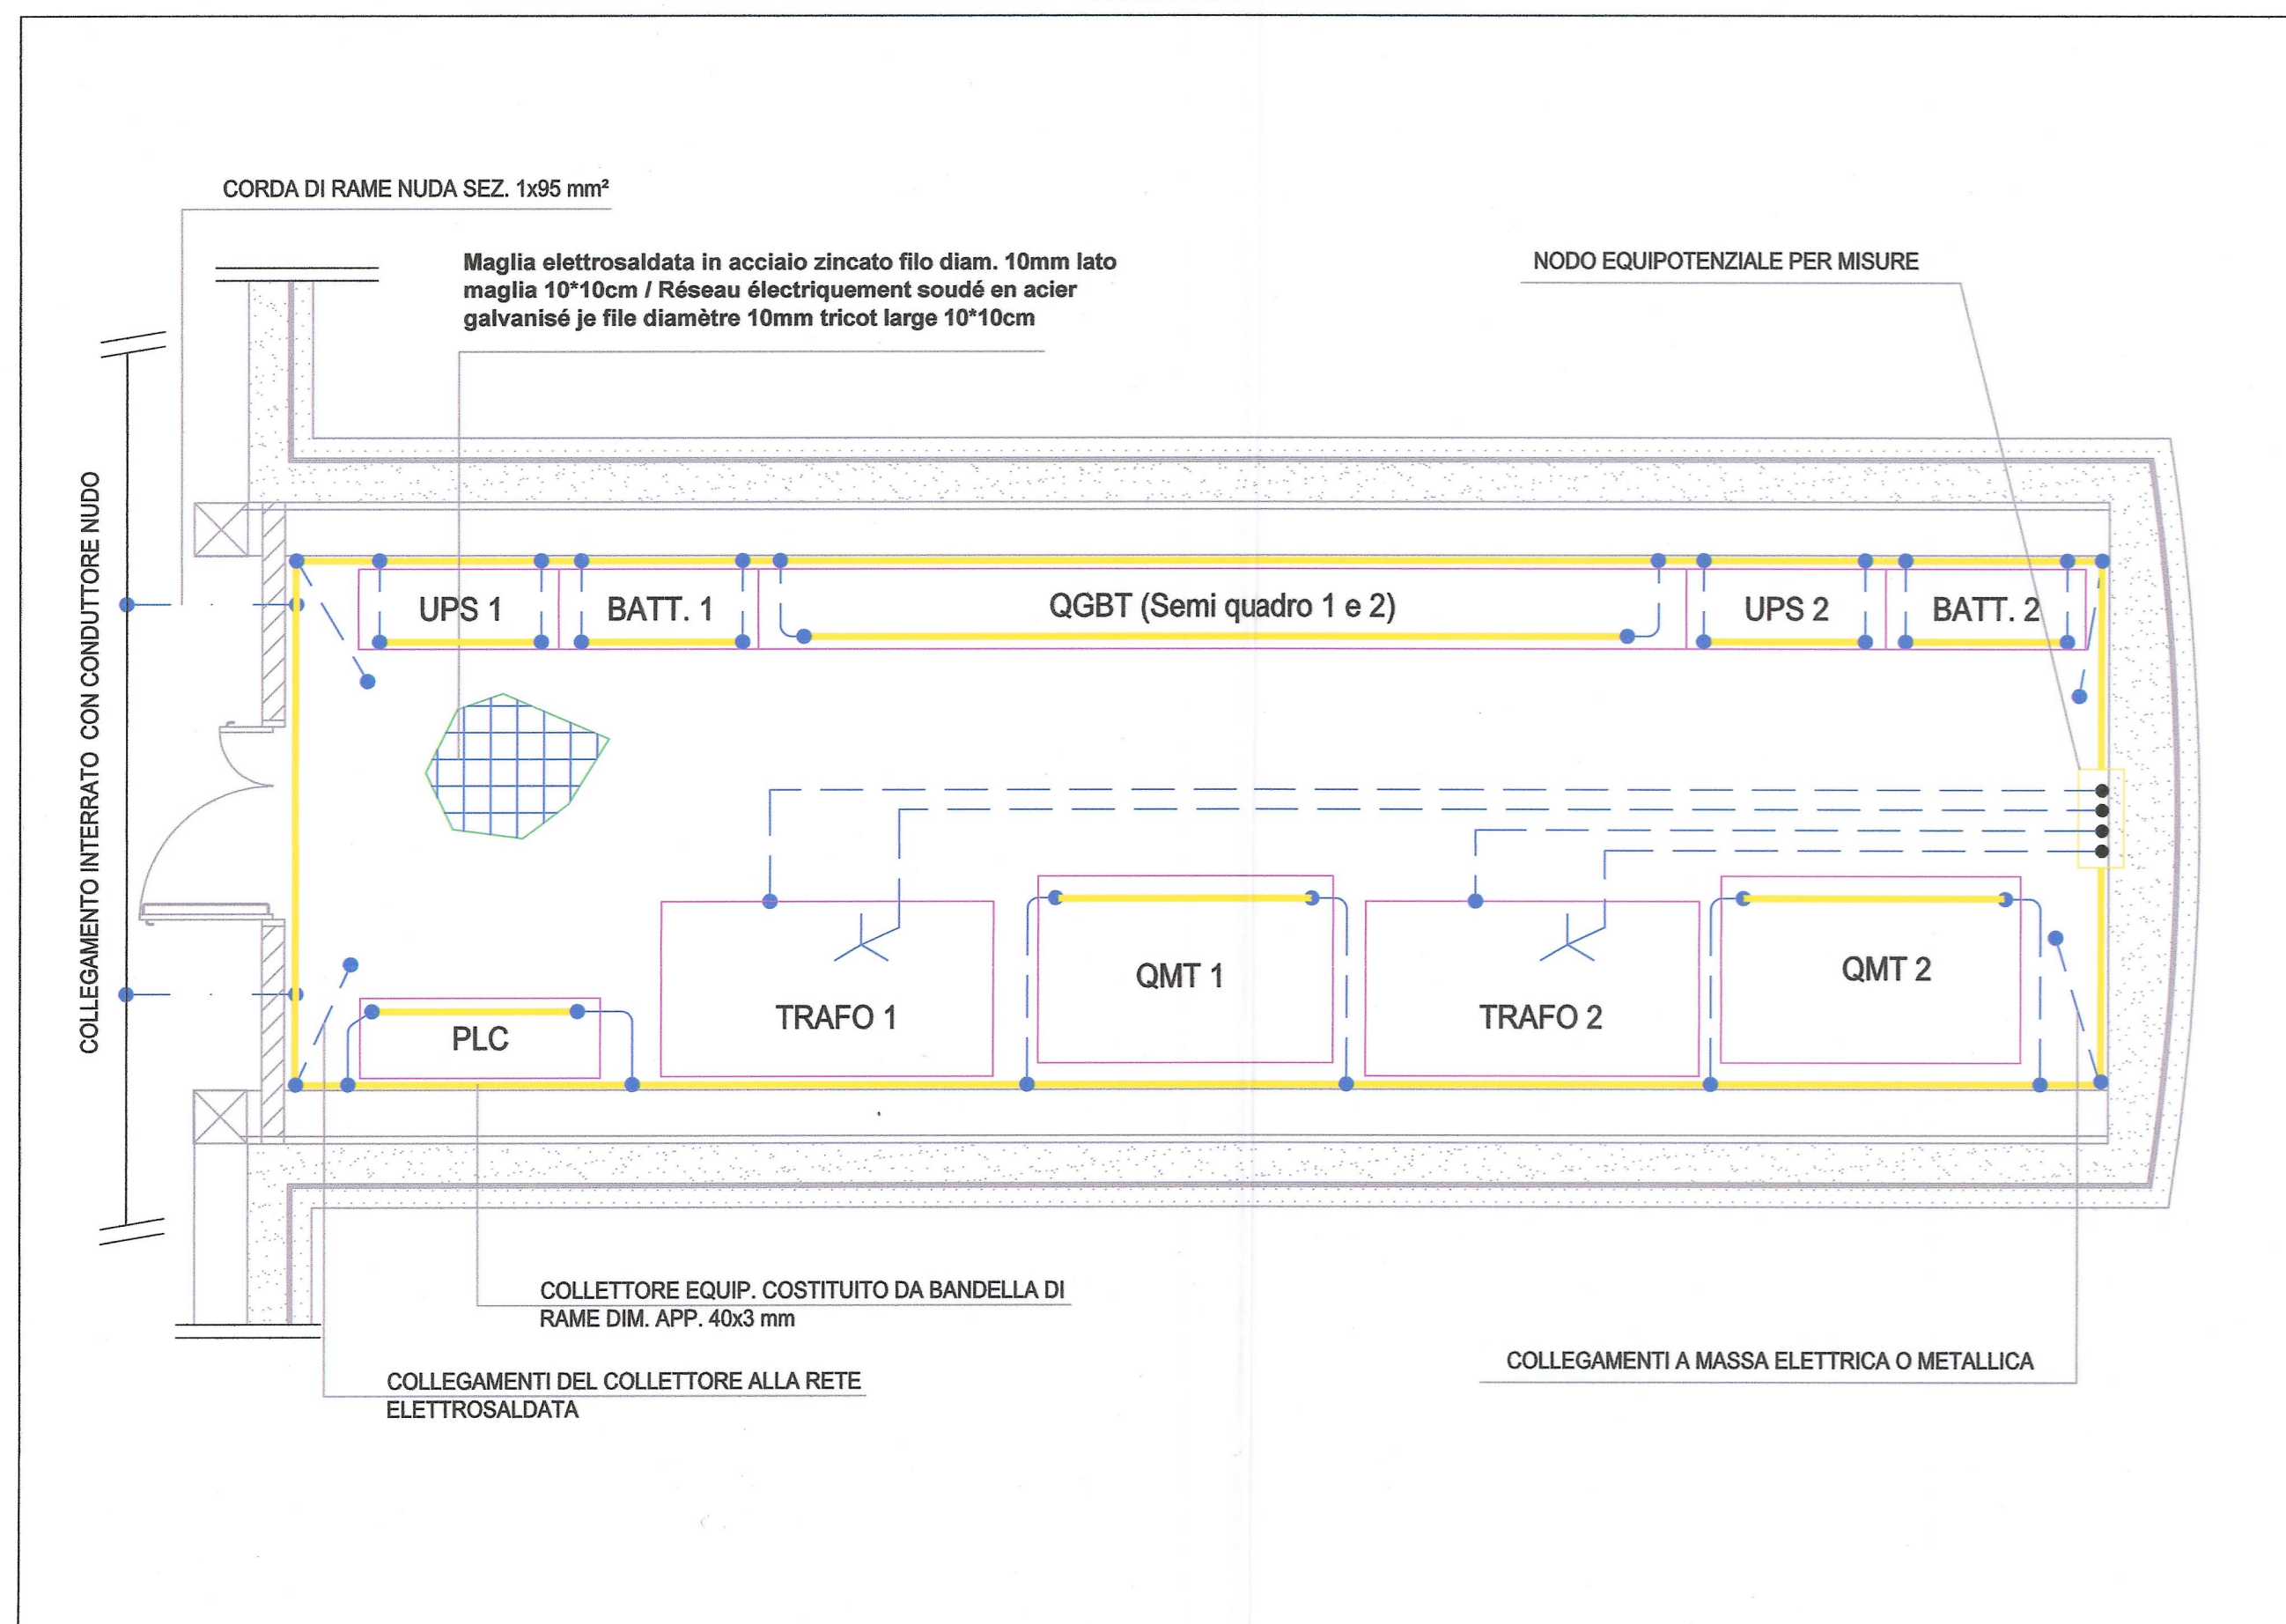 CORDA DI RAME NUDA SEZ. 1x95 mm²
Maglia elettrosaldata in acciaio zincato filo diam. 10mm lato
maglia 10*10cm / Réseau électriquement soudé en acier
galvanisé je file diamètre 10mm tricot large 10*10cm
NODO EQUIPOTENZIALE PER MISURE
COLLEGAMENTO INTERRATO CON CONDUTTORE NUDO
UPS 1
BATT. 1
QGBT (Semi quadro 1 e 2)
UPS 2
BATT. 2
PLC
TRAFO 1
QMT 1
TRAFO 2
QMT 2
COLLETTORE EQUIP. COSTITUITO DA BANDELLA DI
RAME DIM. APP. 40x3 mm
COLLEGAMENTI DEL COLLETTORE ALLA RETE
ELETTROSALDATA
COLLEGAMENTI A MASSA ELETTRICA O METALLICA